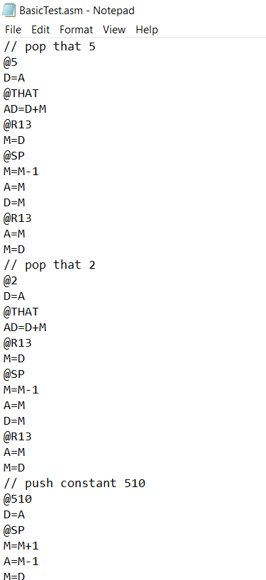 BasicTest.asm - Notepad
File Edit Format View Help
// pop that 5
@5
D=A
@THAT
AD=D+M
@R13
M=D
@SP
M=M-1
A=M
D=M
@R13
A=M
M=D
// pop that 2
@2
D=A
@THAT
AD=D+M
@R13
M=D
@SP
M=M-1
A=M
D=M
@R13
A=M
M=D
// push constant 510
@510
D=A
@SP
M=M+1
A=M-1
M=D